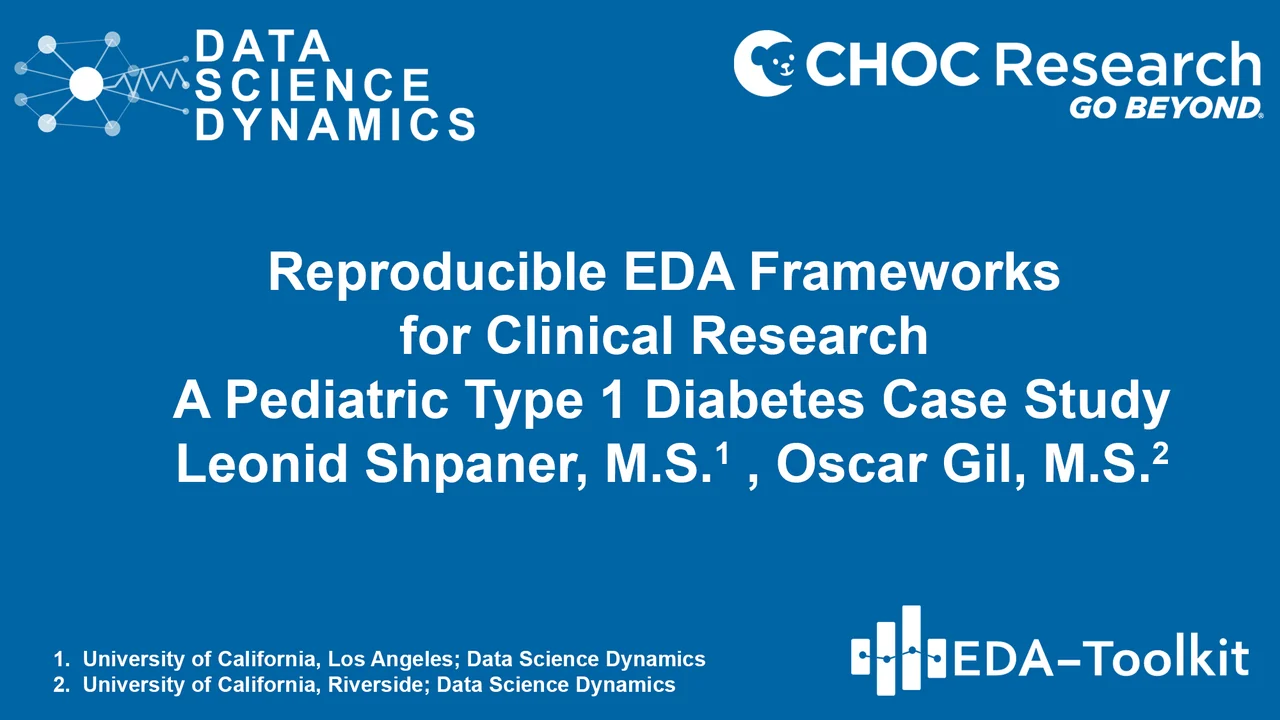 DATA
SCIENCE
DYNAMICS
CHOC Research
GO BEYOND®
Reproducible EDA Frameworks
for Clinical Research
A Pediatric Type 1 Diabetes Case Study
Leonid Shpaner, M.S.¹ , Oscar Gil, M.S.²
1. University of California, Los Angeles; Data Science Dynamics
2. University of California, Riverside; Data Science Dynamics
EDA–Toolkit